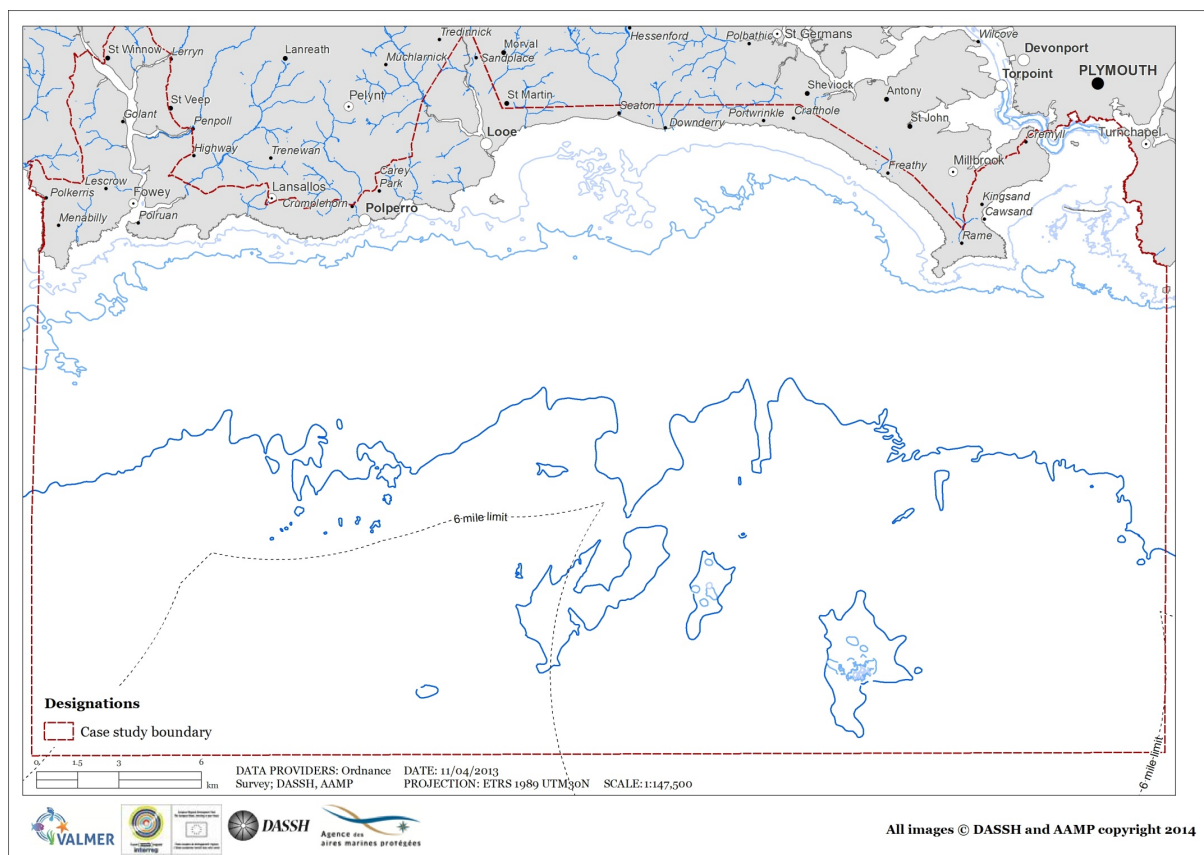 Tredinnick
Hessenford
Polbathic
St Germans
Wilcove
St Winnow
Lerryn
Lanreath
Muchlarnick
Sandplace
Morval
Devonport
Torpoint
PLYMOUTH
St Veep
Pelynt
St Martin
Seaton
Sheviock
Antony
Golant
Penpoll
Looe
Downderry
Portwrinkle
Crafthole
St John
Cremyll
Turnchapel
Highway
Trenewan
Carey
Park
Freathy
Millbrook
Polkerris
Lescrow
Fowey
Lansallos
Crumplehorn
Kingsand
Cawsand
Menabilly
Polruan
Polperro
Rame
6 mile limit
6 mile limit
Designations
Case study boundary
0 1.5 3 6
km
DATA PROVIDERS: Ordnance
Survey; DASSH, AAMP
DATE: 11/04/2013
PROJECTION: ETRS 1989 UTM30N SCALE:1:147,500
VALMER
interreg
DASSH
Agence des
aires marines protégées
All images © DASSH and AAMP copyright 2014